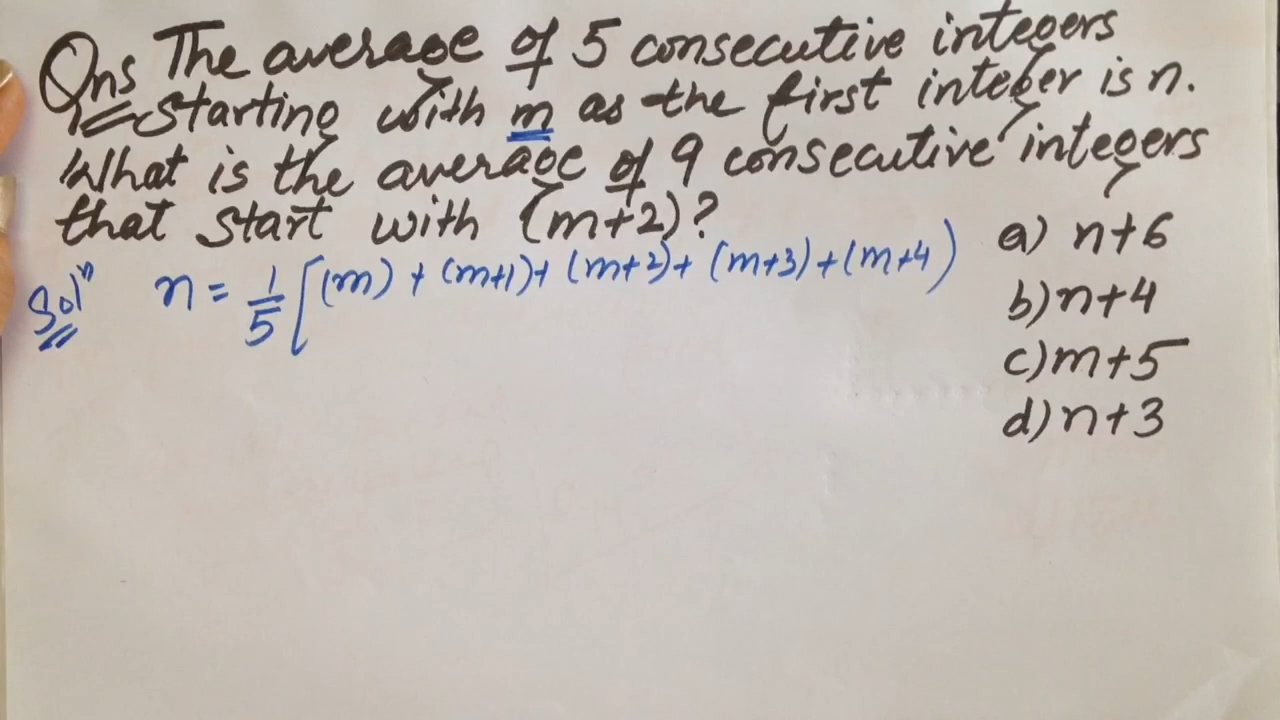 Qns The average of 5 consecutive integers
starting with m as the first integer is n.
What is the average of 9 consecutive integers
that start with (m+2)?
a) n+6
b) n+4
c) m+5
d) n+3
Solⁿ n = 1/5 [(m) + (m+1) + (m+2) + (m+3) + (m+4)